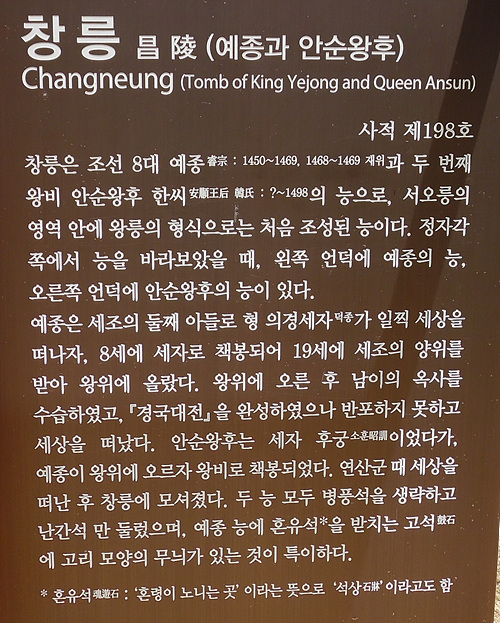 창릉 昌 陵 (예종과 안순왕후)
Changneung (Tomb of King Yejong and Queen Ansun)
사적 제198호
창릉은 조선 8대 예종睿宗 : 1450~1469, 1468~1469 재위과 두 번째
왕비 안순왕후 한씨安順王后 韓氏 : ?~1498의 능으로, 서오릉의
영역 안에 왕릉의 형식으로는 처음 조성된 능이다. 정자각
쪽에서 능을 바라보았을 때, 왼쪽 언덕에 예종의 능,
오른쪽 언덕에 안순왕후의 능이 있다.
예종은 세조의 둘째 아들로 형 의경세자덕종가 일찍 세상을
떠나자, 8세에 세자로 책봉되어 19세에 세조의 양위를
받아 왕위에 올랐다. 왕위에 오른 후 남이의 옥사를
수습하였고, 『경국대전』을 완성하였으나 반포하지 못하고
세상을 떠났다. 안순왕후는 세자 후궁소훈昭訓이었다가,
예종이 왕위에 오르자 왕비로 책봉되었다. 연산군 때 세상을
떠난 후 창릉에 모셔졌다. 두 능 모두 병풍석을 생략하고
난간석 만 둘렀으며, 예종 능에 혼유석*을 받치는 고석鼓石
에 고리 모양의 무늬가 있는 것이 특이하다.
* 혼유석魂遊石 : '혼령이 노니는 곳' 이라는 뜻으로 '석상石牀' 이라고도 함